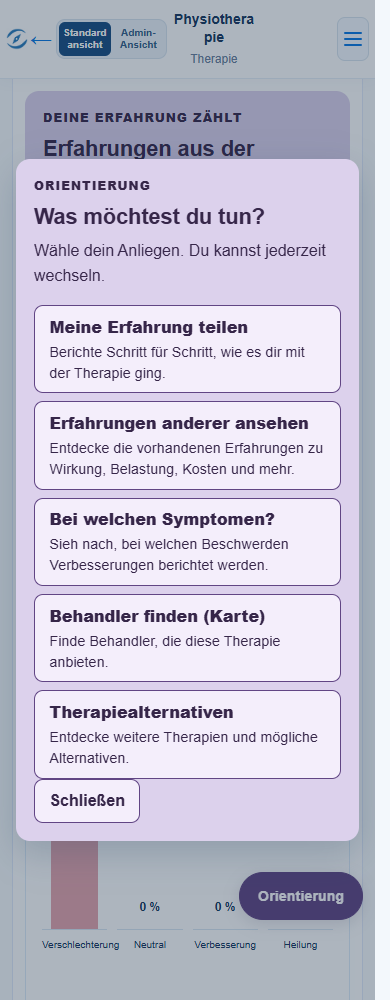 ←
Standard
ansicht
Admin-
Ansicht
Physiothera
pie
Therapie
DEINE ERFAHRUNG ZÄHLT
Erfahrungen aus der
ORIENTIERUNG
Was möchtest du tun?
Wähle dein Anliegen. Du kannst jederzeit
wechseln.
Meine Erfahrung teilen
Berichte Schritt für Schritt, wie es dir mit
der Therapie ging.
Erfahrungen anderer ansehen
Entdecke die vorhandenen Erfahrungen zu
Wirkung, Belastung, Kosten und mehr.
Bei welchen Symptomen?
Sieh nach, bei welchen Beschwerden
Verbesserungen berichtet werden.
Behandler finden (Karte)
Finde Behandler, die diese Therapie
anbieten.
Therapiealternativen
Entdecke weitere Therapien und mögliche
Alternativen.
Schließen
0 %
0 %
Orientierung
Verschlechterung
Neutral
Verbesserung
Heilung